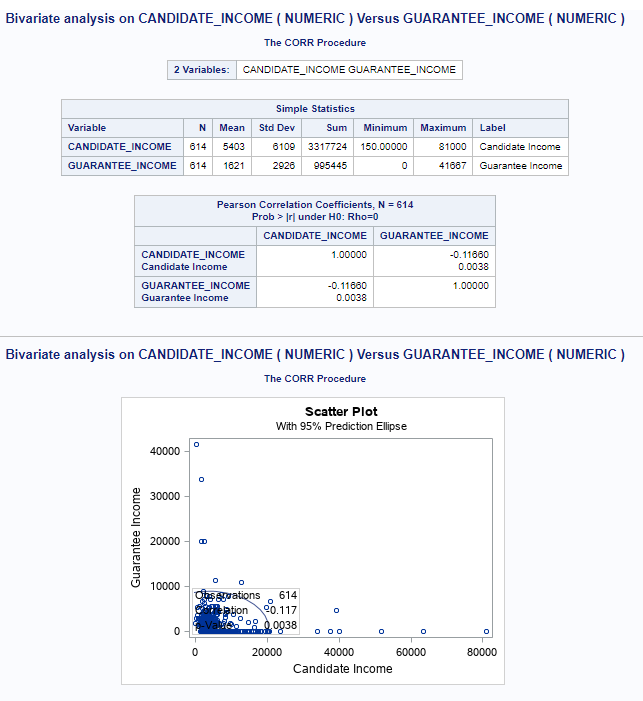 Bivariate analysis on CANDIDATE_INCOME ( NUMERIC ) Versus GUARANTEE_INCOME ( NUMERIC )
The CORR Procedure
2 Variables: CANDIDATE_INCOME GUARANTEE_INCOME
Simple Statistics
Variable N Mean Std Dev Sum Minimum Maximum Label
CANDIDATE_INCOME 614 5403 6109 3317724 150.00000 81000 Candidate Income
GUARANTEE_INCOME 614 1621 2926 995445 0 41667 Guarantee Income
Pearson Correlation Coefficients, N = 614
Prob > |r| under H0: Rho=0
CANDIDATE_INCOME GUARANTEE_INCOME
CANDIDATE_INCOME 1.00000 -0.11660
Candidate Income 0.0038
GUARANTEE_INCOME -0.11660 1.00000
Guarantee Income 0.0038
Bivariate analysis on CANDIDATE_INCOME ( NUMERIC ) Versus GUARANTEE_INCOME ( NUMERIC )
The CORR Procedure
Scatter Plot
With 95% Prediction Ellipse
40000
30000
20000
10000
0
Guarantee Income
Observations 614
Correlation -0.117
p-Value 0.0038
0 20000 40000 60000 80000
Candidate Income